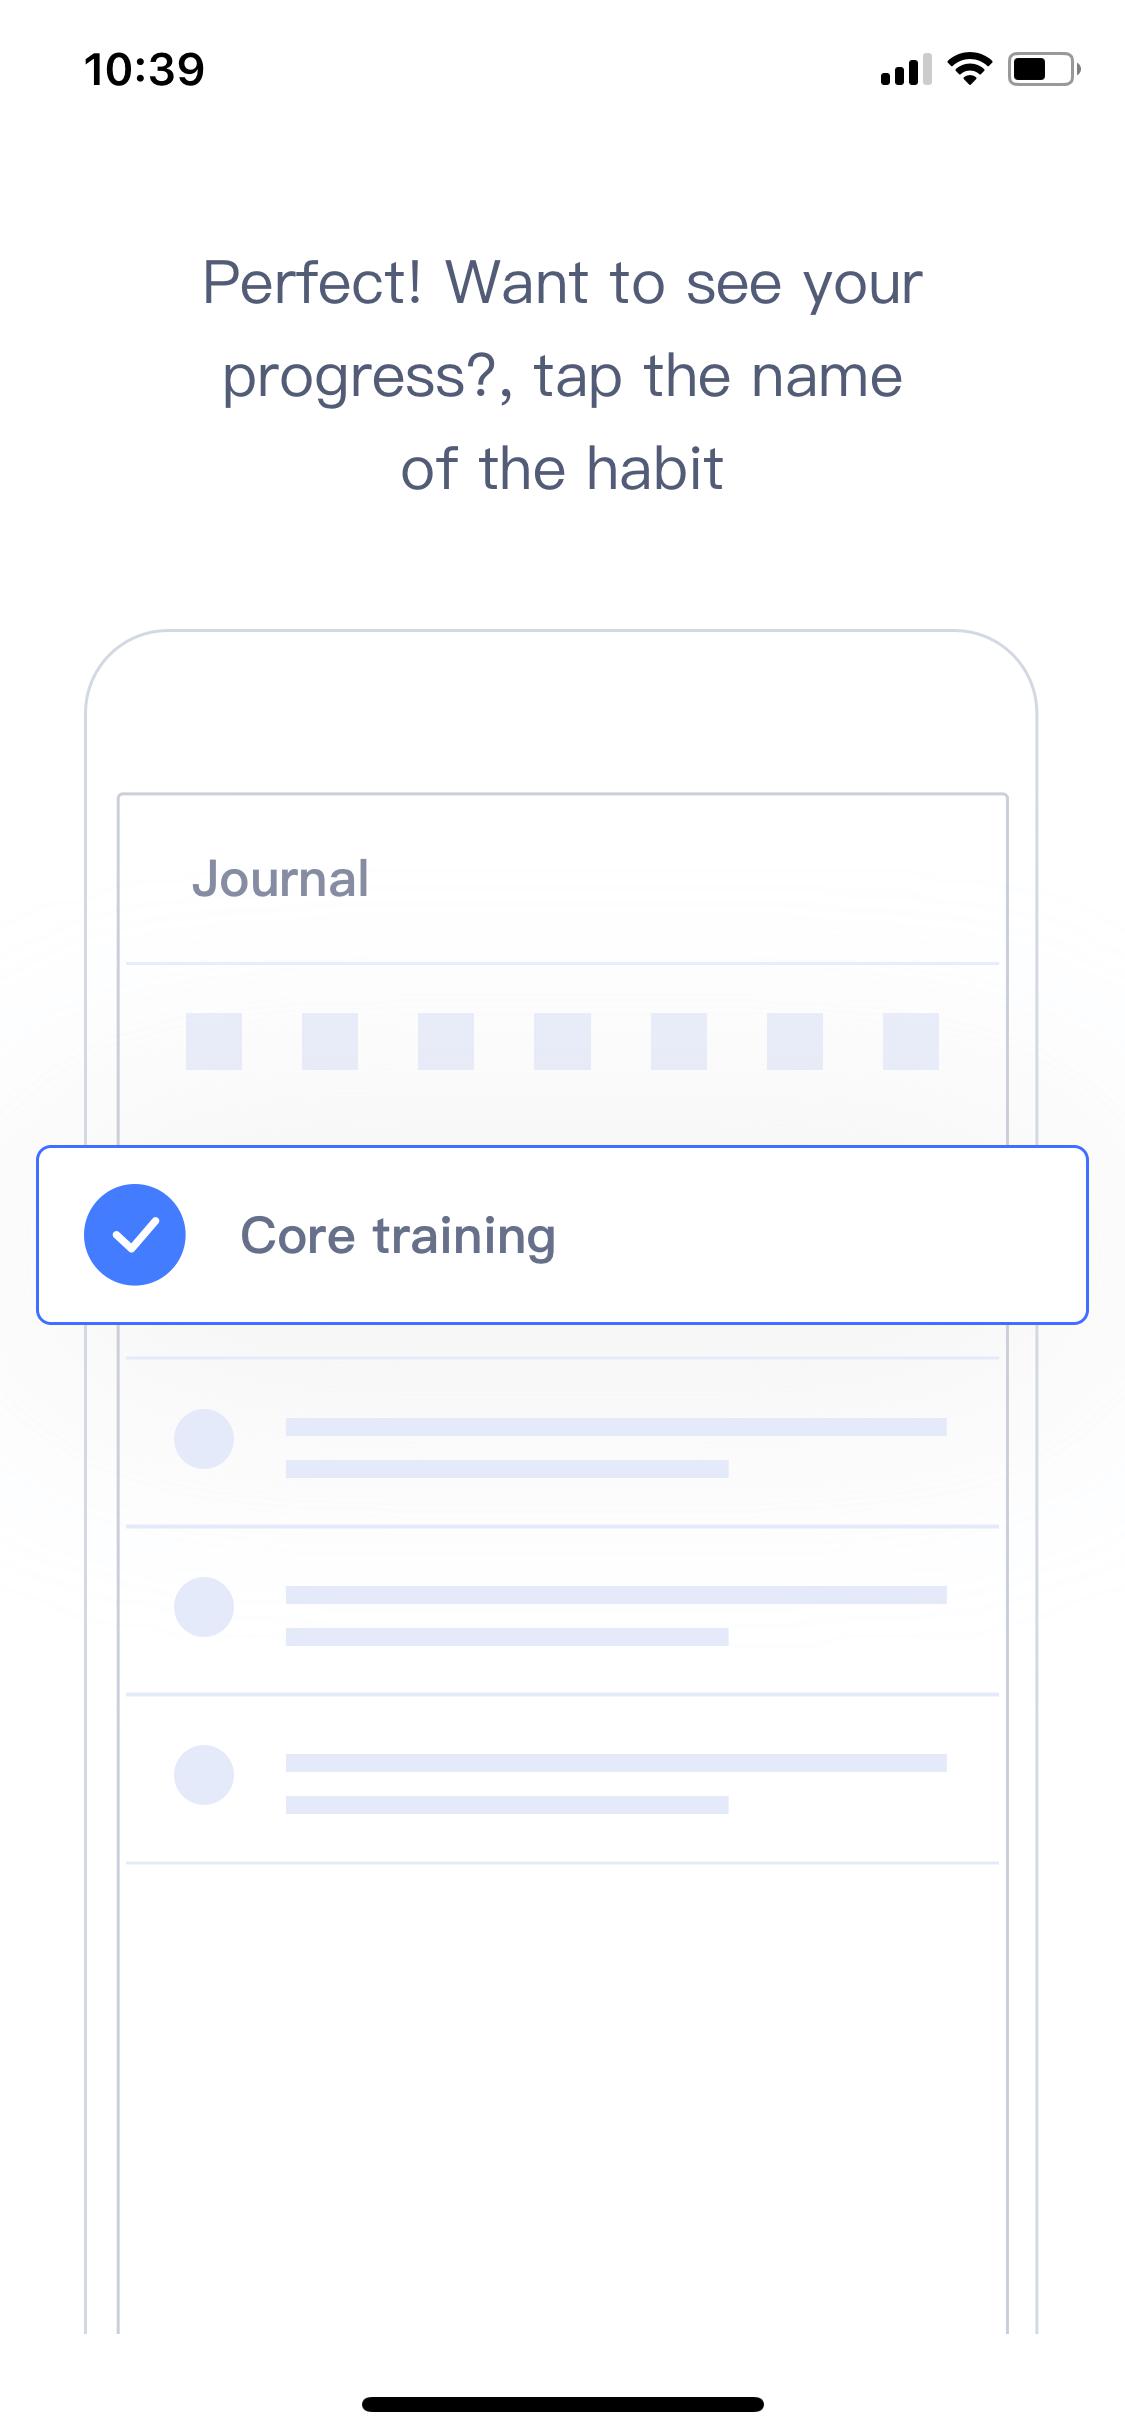 10:39
Perfect! Want to see your
progress?, tap the name
of the habit
Journal
Core training